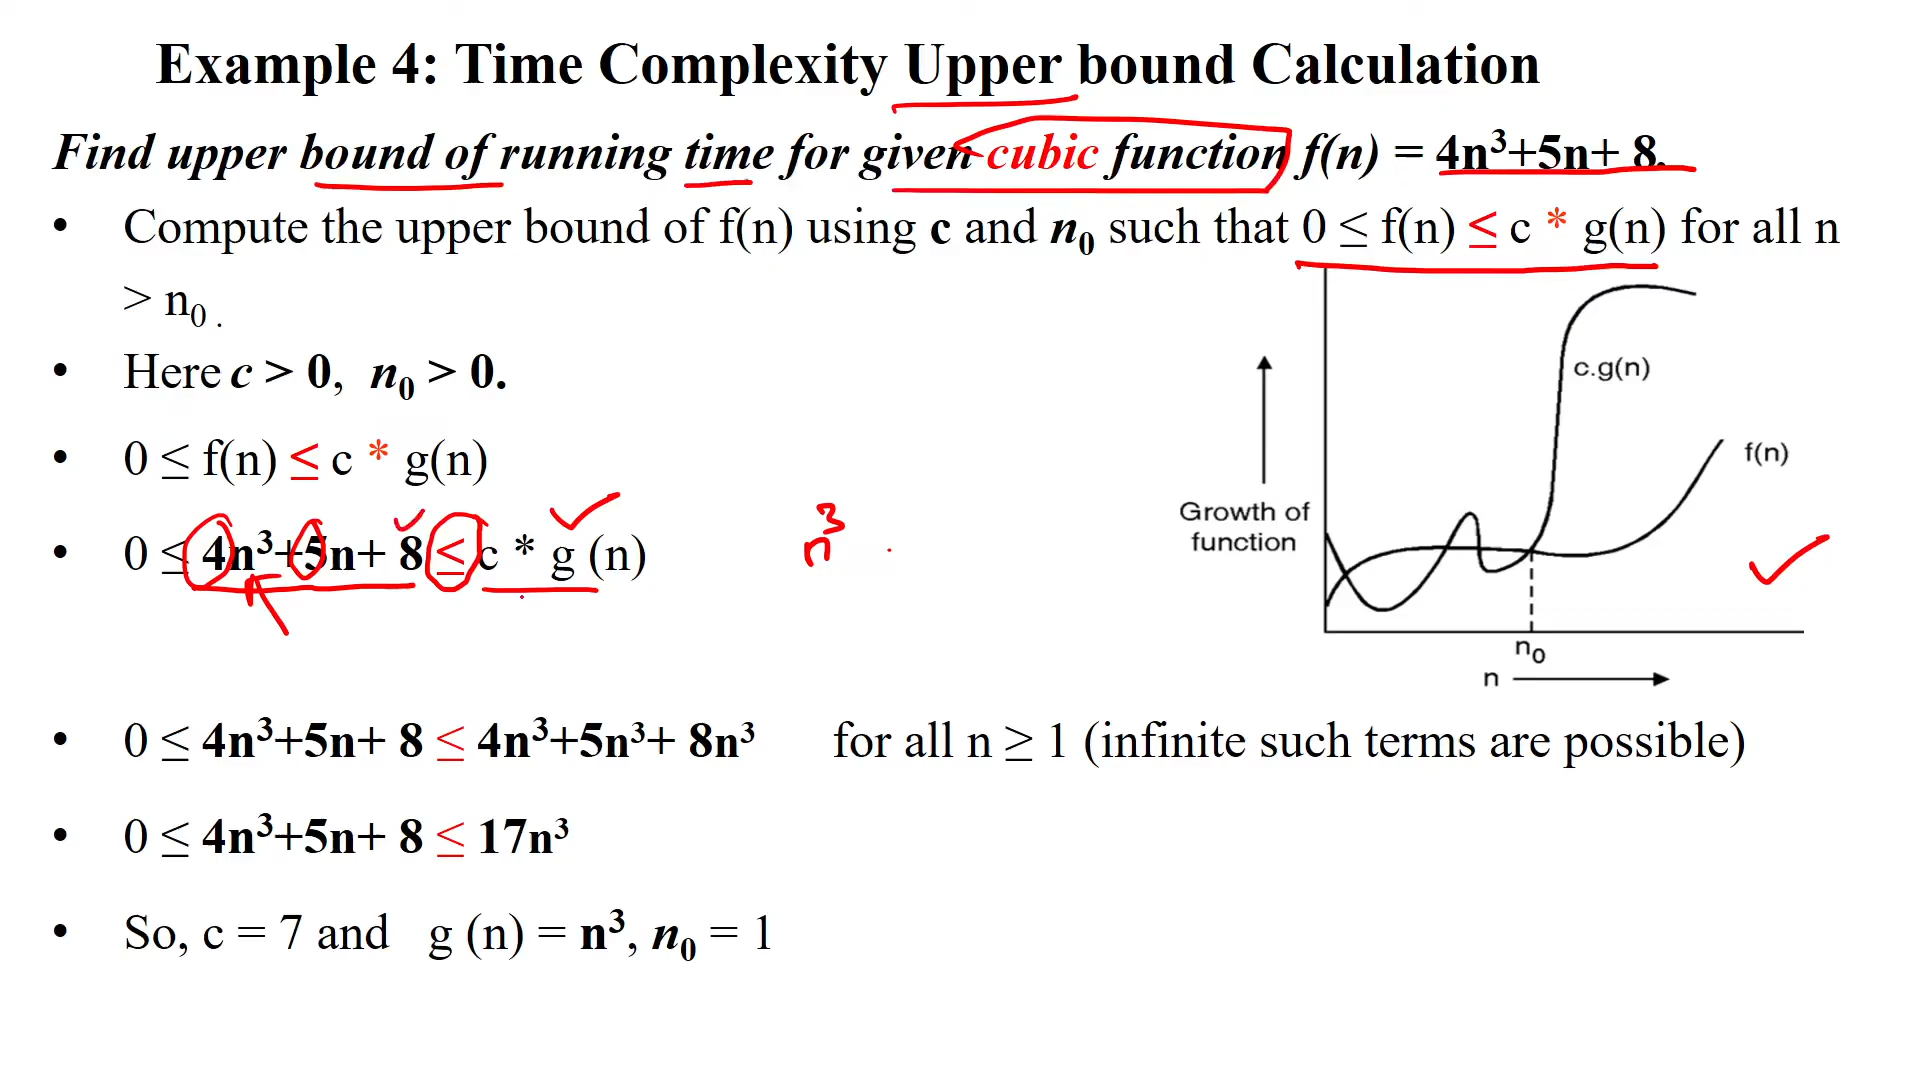 Example 4: Time Complexity Upper bound Calculation
Find upper bound of running time for given cubic function f(n) = 4n³+5n+ 8.
• Compute the upper bound of f(n) using c and n₀ such that 0 ≤ f(n) ≤ c * g(n) for all n
> n₀ .
• Here c > 0, n₀ > 0.
• 0 ≤ f(n) ≤ c * g(n)
• 0 ≤ 4n³+5n+ 8 ≤ c * g (n)
n³
c.g(n)
f(n)
Growth of
function
n₀
n
• 0 ≤ 4n³+5n+ 8 ≤ 4n³+5n³+ 8n³ for all n ≥ 1 (infinite such terms are possible)
• 0 ≤ 4n³+5n+ 8 ≤ 17n³
• So, c = 7 and g (n) = n³, n₀ = 1